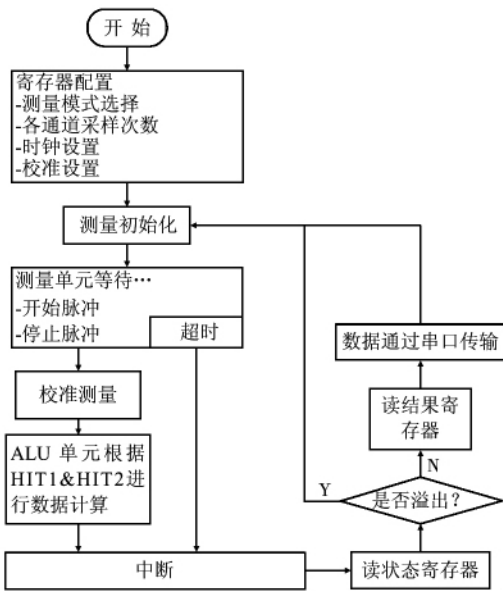 开始
寄存器配置
-测量模式选择
-各通道采样次数
-时钟设置
-校准设置
测量初始化
测量单元等待…
-开始脉冲
-停止脉冲
超时
校准测量
ALU 单元根据
HIT1&HIT2进
行数据计算
中断
读状态寄存器
是否溢出？
Y
N
读结果寄
存器
数据通过串口传输